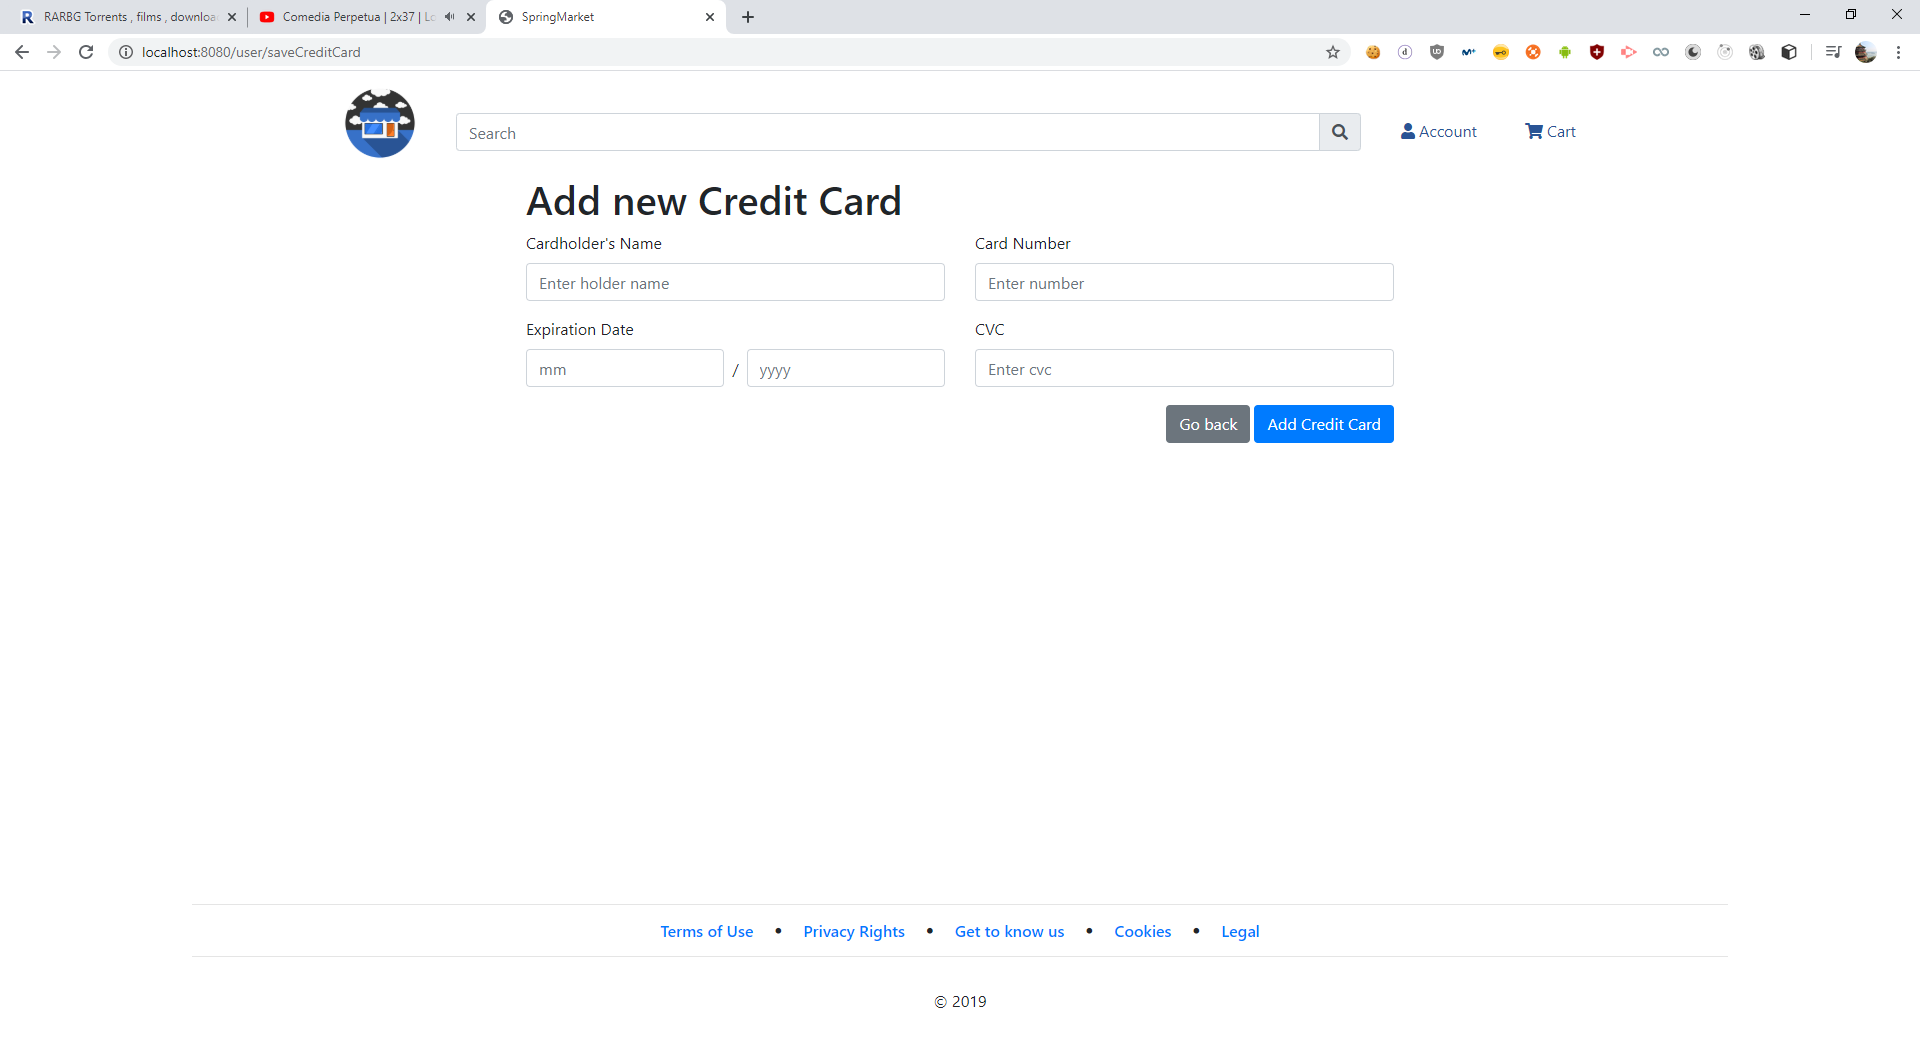 RARBG Torrents , films , downloa
Comedia Perpetua | 2x37 | Lo
SpringMarket
localhost:8080/user/saveCreditCard
Search
Account
Cart
Add new Credit Card
Cardholder's Name
Card Number
Enter holder name
Enter number
Expiration Date
CVC
mm / yyyy
Enter cvc
Go back
Add Credit Card
Terms of Use • Privacy Rights • Get to know us • Cookies • Legal
© 2019